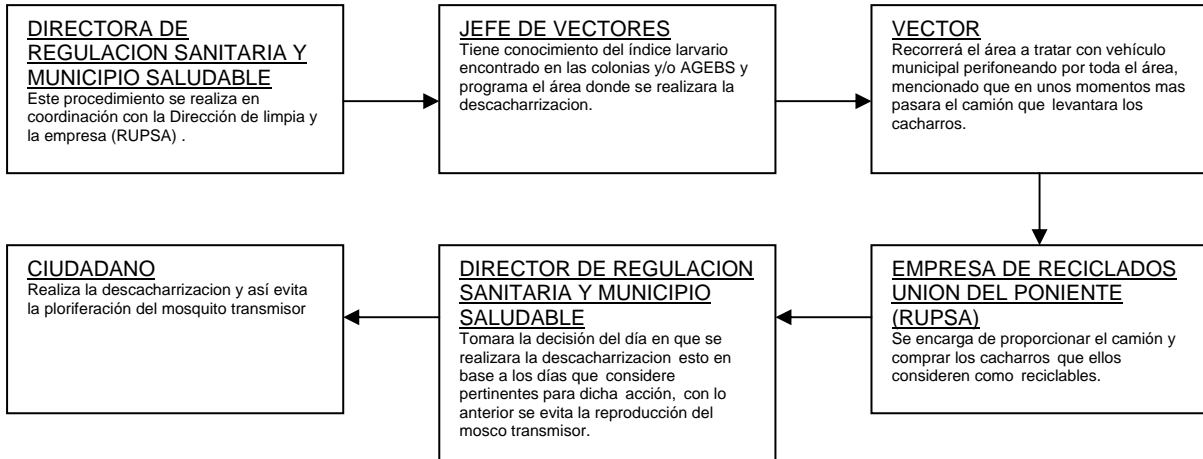 DIRECTORA DE
REGULACION SANITARIA Y
MUNICIPIO SALUDABLE
Este procedimiento se realiza en
coordinación con la Dirección de limpia y
la empresa (RUPSA) .
JEFE DE VECTORES
Tiene conocimiento del índice larvario
encontrado en las colonias y/o AGEBS y
programa el área donde se realizara la
descacharrizacion.
VECTOR
Recorrerá el área a tratar con vehículo
municipal perifoneando por toda el área,
mencionado que en unos momentos mas
pasara el camión que levantara los
cacharros.
EMPRESA DE RECICLADOS
UNION DEL PONIENTE
(RUPSA)
Se encarga de proporcionar el camión y
comprar los cacharros que ellos
consideren como reciclables.
DIRECTOR DE REGULACION
SANITARIA Y MUNICIPIO
SALUDABLE
Tomara la decisión del día en que se
realizara la descacharrizacion esto en
base a los días que considere
pertinentes para dicha acción, con lo
anterior se evita la reproducción del
mosco transmisor.
CIUDADANO
Realiza la descacharrizacion y así evita
la ploriferación del mosquito transmisor